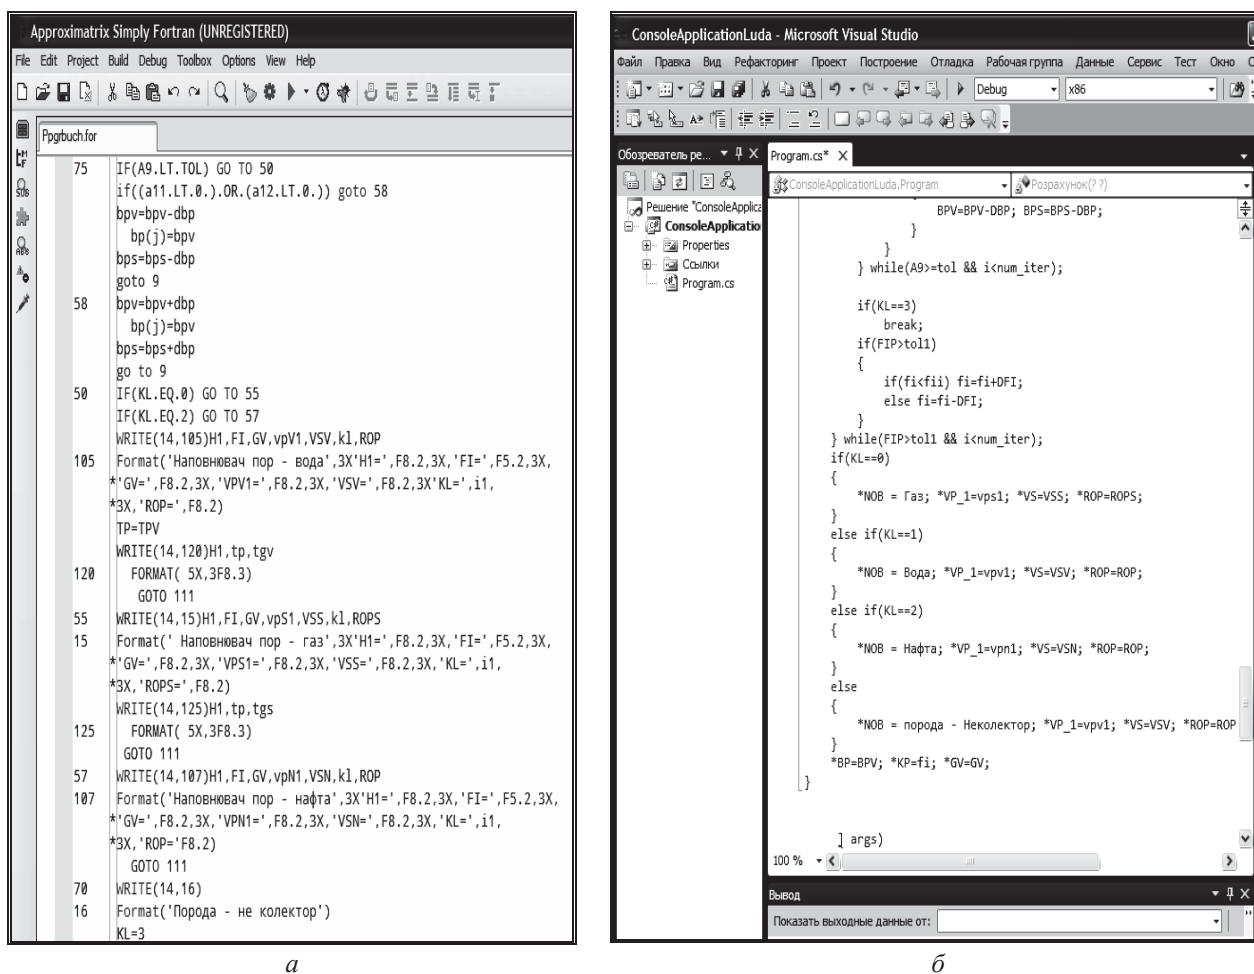 Approximatrix Simply Fortran (UNREGISTERED)
File Edit Project Build Debug Toolbox Options View Help
Ppgrbuch.for
75 IF(A9.LT.TOL) GO TO 50
if((a11.LT.0.).OR.(a12.LT.0.)) goto 58
bpv=bpv-dbp
bp(j)=bpv
bps=bps-dbp
goto 9
58 bpv=bpv+dbp
bp(j)=bpv
bps=bps+dbp
go to 9
50 IF(KL.EQ.0) GO TO 55
IF(KL.EQ.2) GO TO 57
WRITE(14,105)H1,FI,GV,vpV1,VSV,kl,ROP
105 Format('Наповнювач пор - вода',3X'H1=',F8.2,3X,'FI=',F5.2,3X,
*'GV=',F8.2,3X,'VPV1=',F8.2,3X,'VSV=',F8.2,3X'KL=',i1,
*3X,'ROP=',F8.2)
TP=TPV
WRITE(14,120)H1,tp,tgv
120 FORMAT( 5X,3F8.3)
GOTO 111
55 WRITE(14,15)H1,FI,GV,vpS1,VSS,kl,ROPS
15 Format(' Наповнювач пор - газ',3X'H1=',F8.2,3X,'FI=',F5.2,3X,
*'GV=',F8.2,3X,'VPS1=',F8.2,3X,'VSS=',F8.2,3X,'KL=',i1,
*3X,'ROPS=',F8.2)
WRITE(14,125)H1,tp,tgs
125 FORMAT( 5X,3F8.3)
GOTO 111
57 WRITE(14,107)H1,FI,GV,vpN1,VSN,kl,ROP
107 Format('Наповнювач пор - нафта',3X'H1=',F8.2,3X,'FI=',F5.2,3X,
*'GV=',F8.2,3X,'VPN1=',F8.2,3X,'VSN=',F8.2,3X,'KL=',i1,
*3X,'ROP='F8.2)
GOTO 111
70 WRITE(14,16)
16 Format('Порода - не колектор')
KL=3
а
ConsoleApplicationLuda - Microsoft Visual Studio
Файл Правка Вид Рефакторинг Проект Построение Отладка Рабочая группа Данные Сервис Тест Окно С
Debug x86
Обозреватель ре... Program.cs* X
ConsoleApplicationLuda.Program Розрахунок(? ?)
Решение "ConsoleApplica
ConsoleApplicatio
Properties
Ссылки
Program.cs
BPV=BPV-DBP; BPS=BPS-DBP;
}
}
} while(A9>=tol && i<num_iter);
if(KL==3)
break;
if(FIP>tol1)
{
if(fi<fii) fi=fi+DFI;
else fi=fi-DFI;
}
} while(FIP>tol1 && i<num_iter);
if(KL==0)
{
*NOB = Газ; *VP_1=vps1; *VS=VSS; *ROP=ROPS;
}
else if(KL==1)
{
*NOB = Вода; *VP_1=vpv1; *VS=VSV; *ROP=ROP;
}
else if(KL==2)
{
*NOB = Нафта; *VP_1=vpn1; *VS=VSN; *ROP=ROP;
}
else
{
*NOB = порода - Неколектор; *VP_1=vpv1; *VS=VSV; *ROP=ROP
}
*BP=BPV; *KP=fi; *GV=GV;
}
] args)
100 %
Вывод
Показать выходные данные от:
б